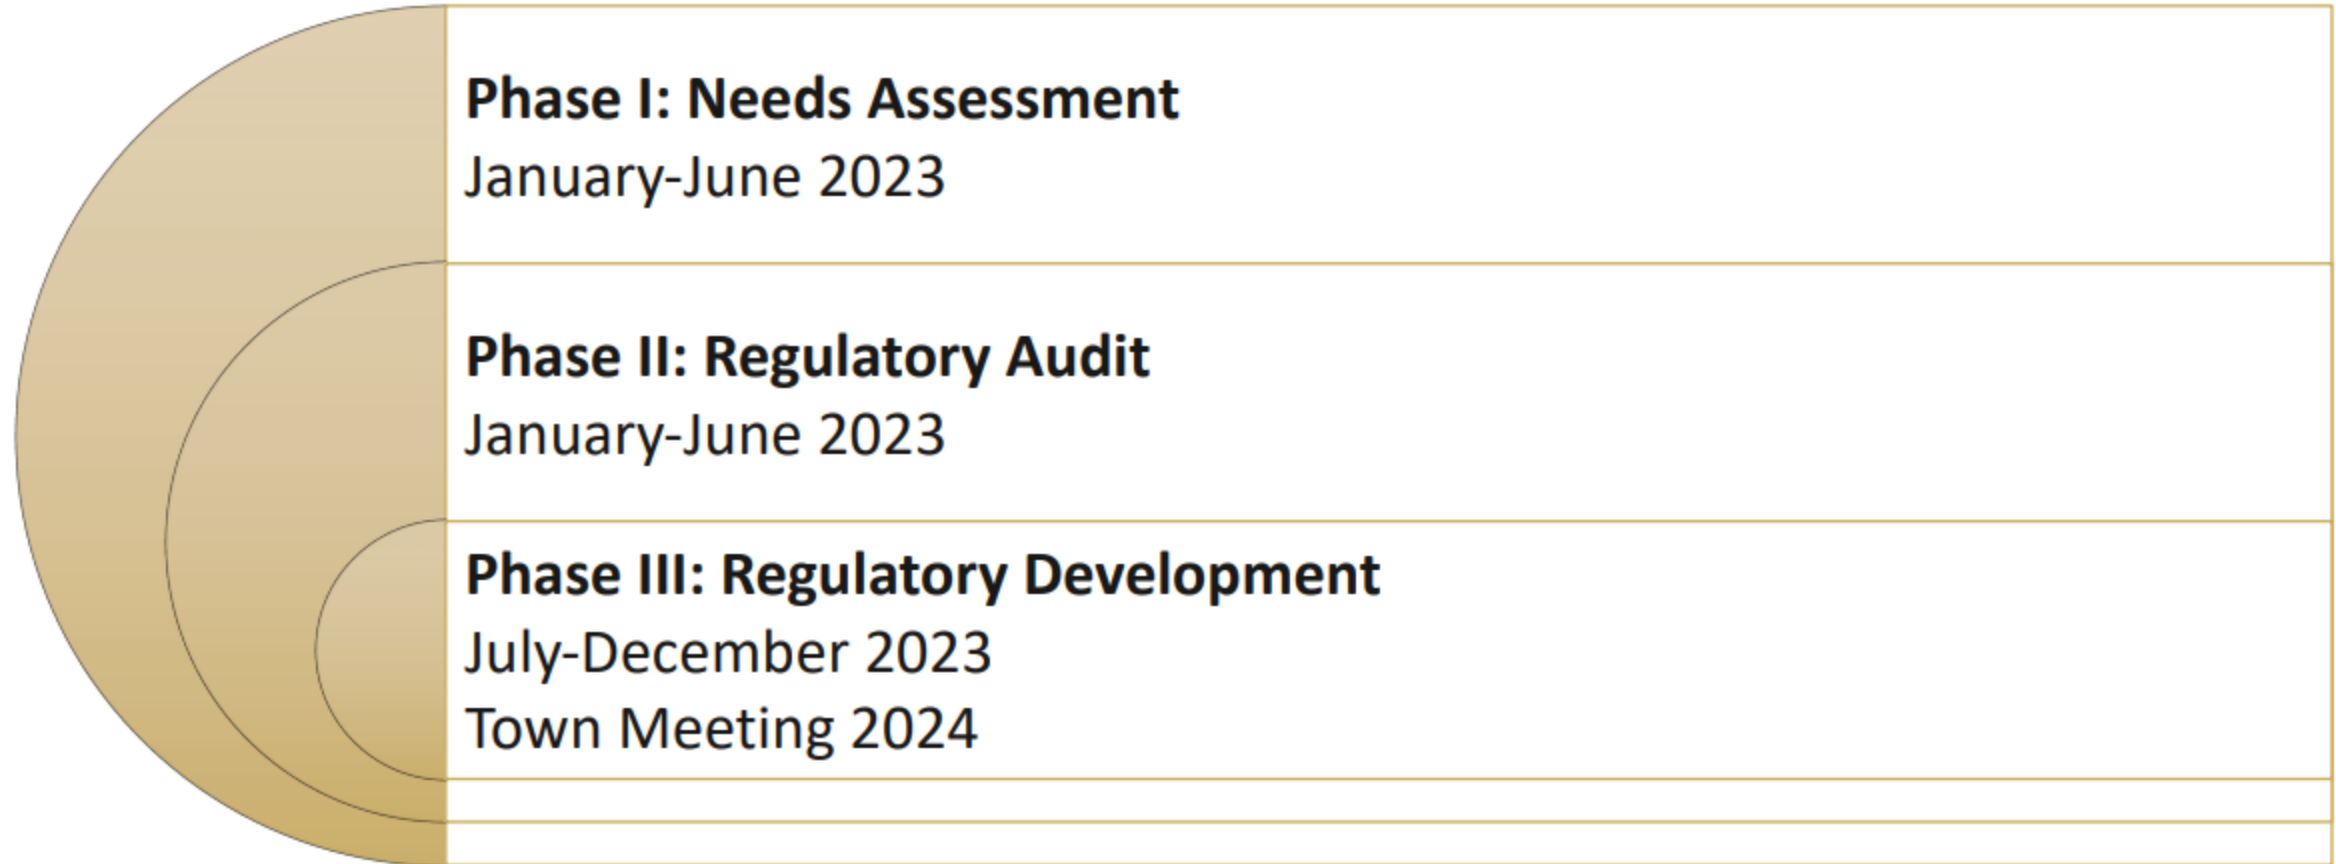 Phase I: Needs Assessment
January-June 2023
Phase II: Regulatory Audit
January-June 2023
Phase III: Regulatory Development
July-December 2023
Town Meeting 2024